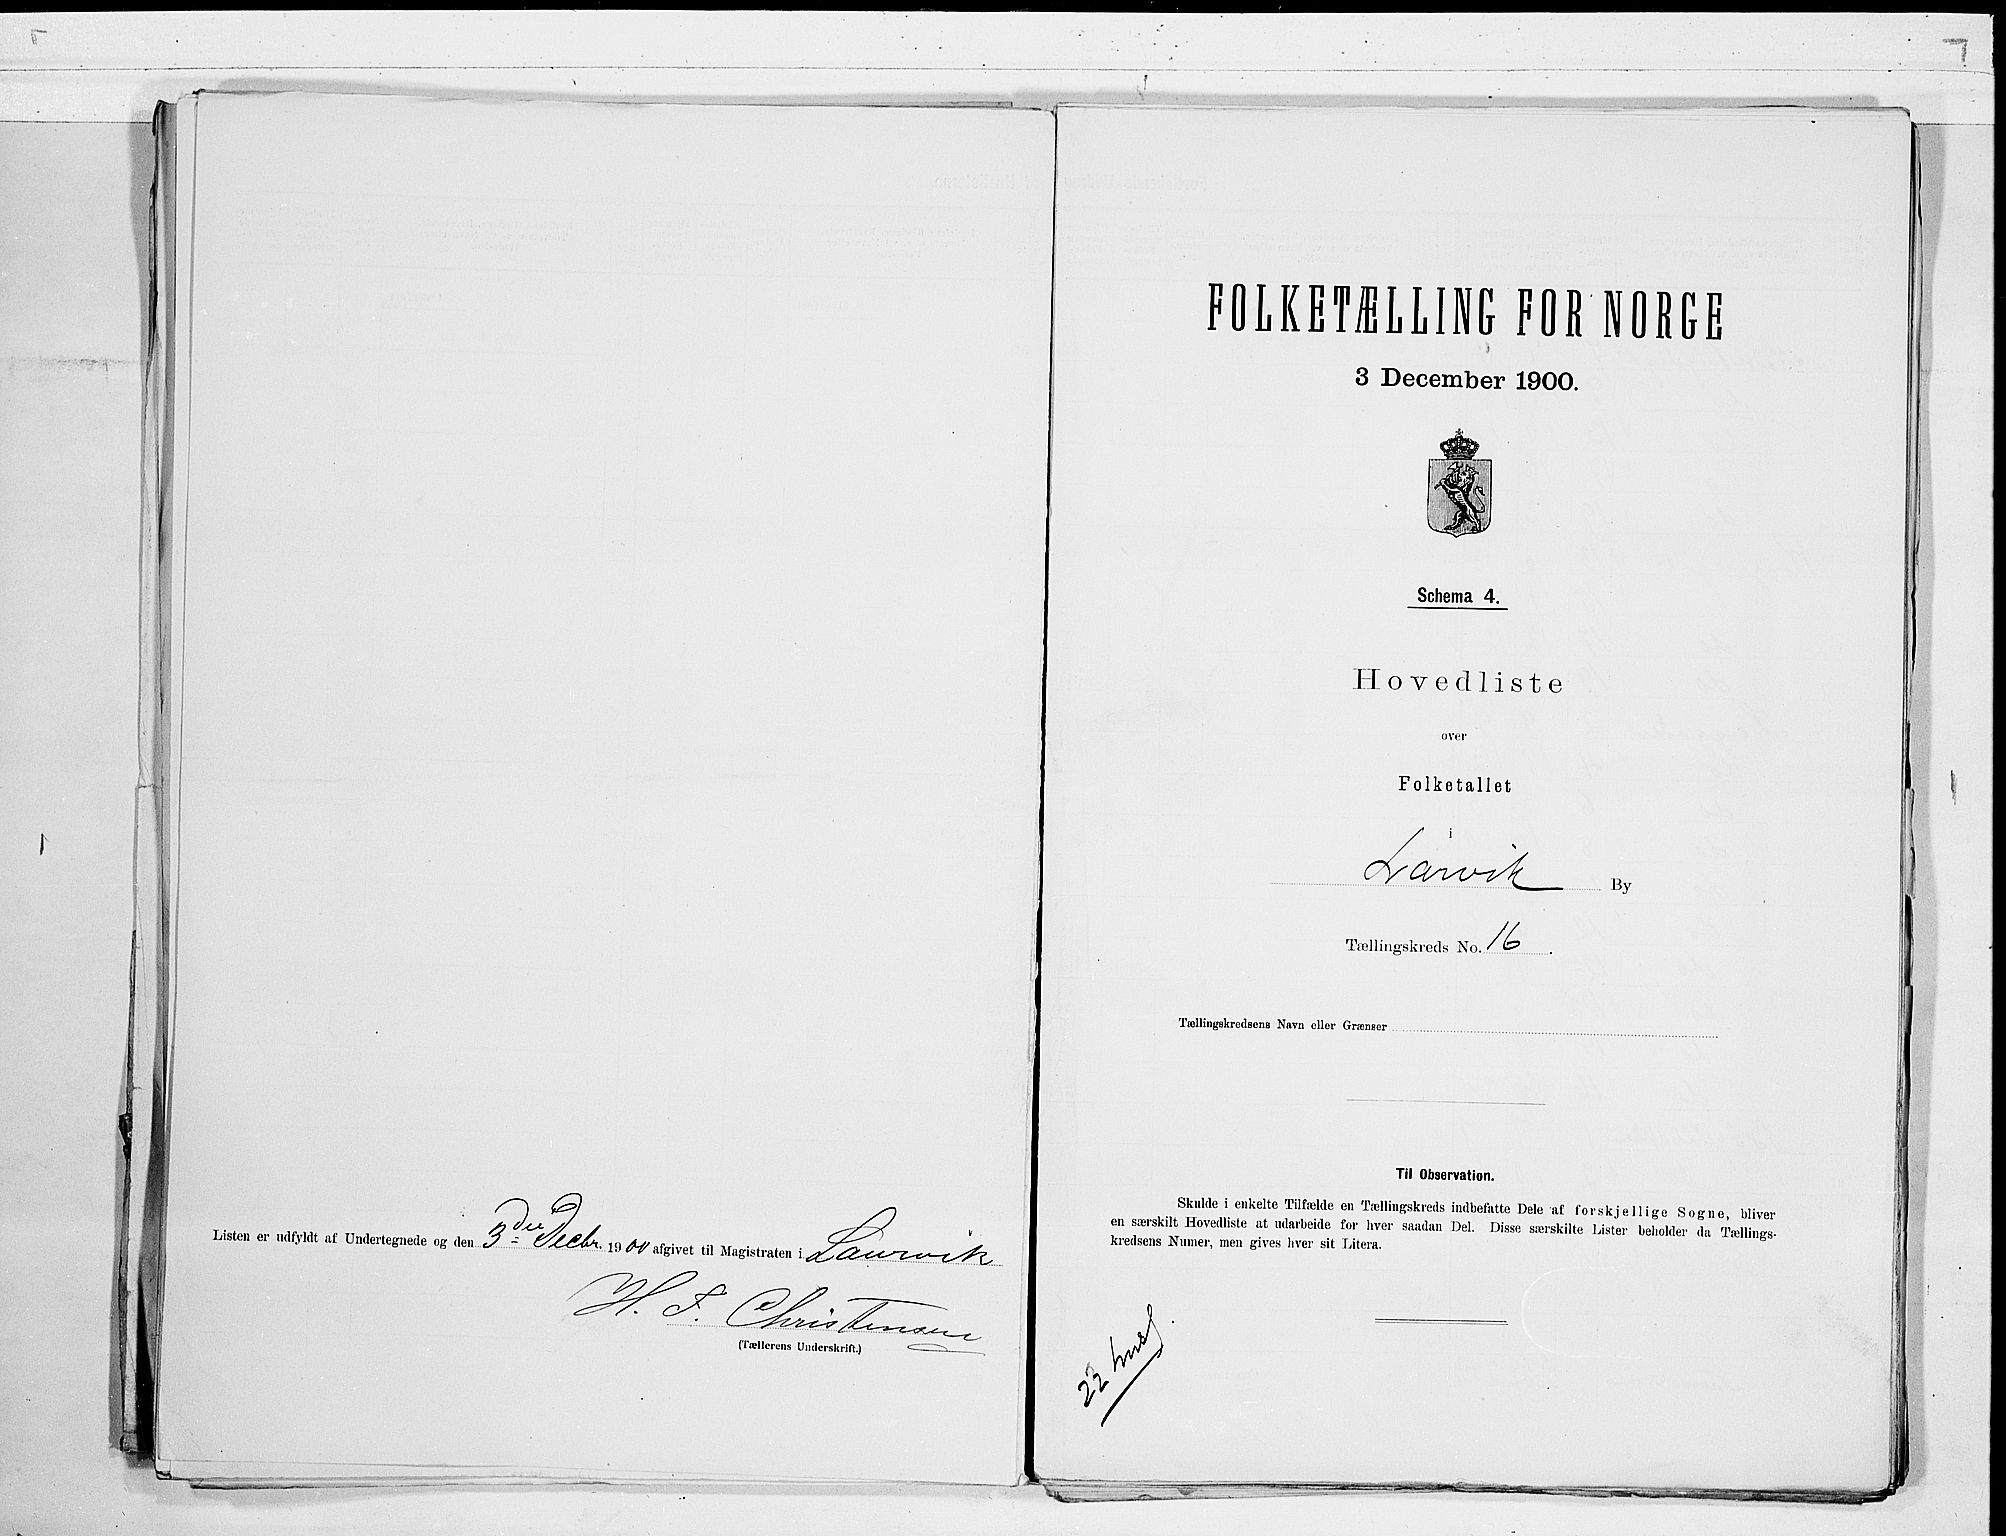 Listen er udfyldt af Undertegnede og den 3die Decbr. 1900 afgivet til Magistraten i Laurvik
H. F. Christensen
(Tællerens Underskrift.)
FOLKETÆLLING FOR NORGE
3 December 1900.
Schema 4.
Hovedliste
over
Folketallet
i
Larvik By
Tællingskreds No. 16.
Tællingskredsens Navn eller Grænser
Til Observation.
Skulde i enkelte Tilfælde en Tællingskreds indbefatte Dele af forskjellige Sogne, bliver
en særskilt Hovedliste at udarbeide for hver saadan Del. Disse særskilte Lister beholder da Tællings-
kredsens Numer, men gives hver sit Litera.
22